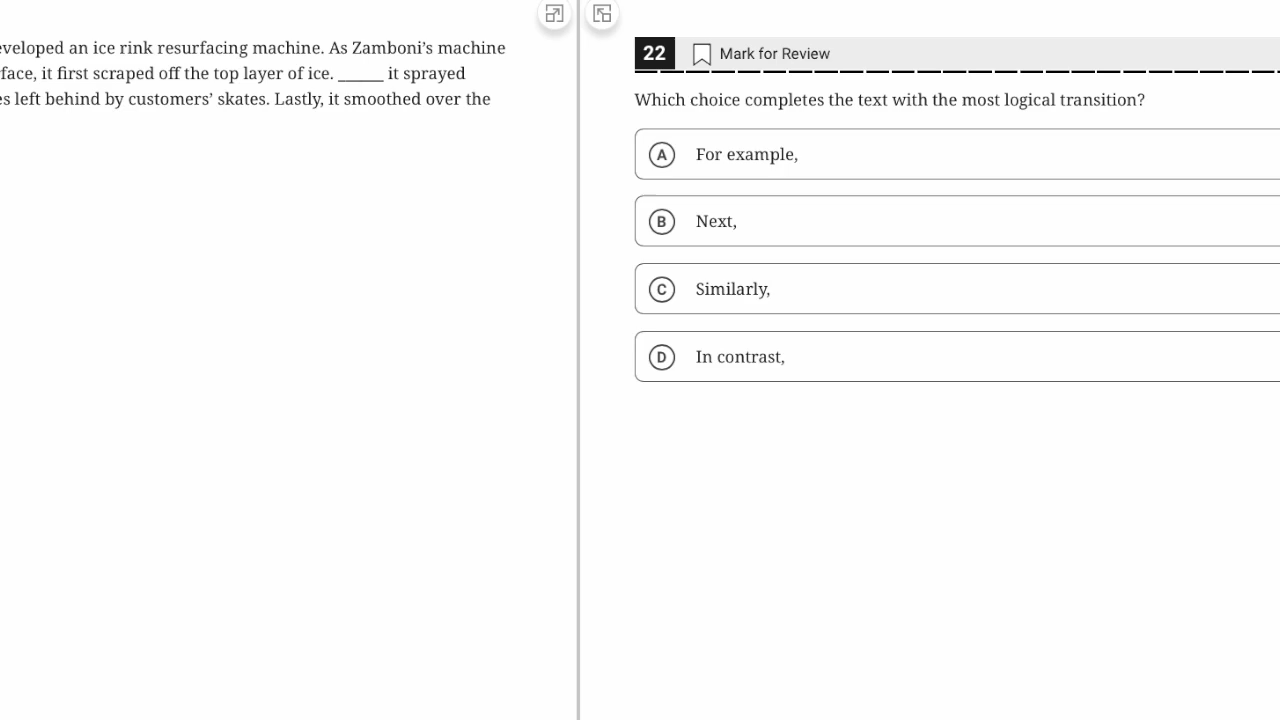 eveloped an ice rink resurfacing machine. As Zamboni's machine
face, it first scraped off the top layer of ice. ______ it sprayed
s left behind by customers' skates. Lastly, it smoothed over the
22 Mark for Review
Which choice completes the text with the most logical transition?
A For example,
B Next,
C Similarly,
D In contrast,